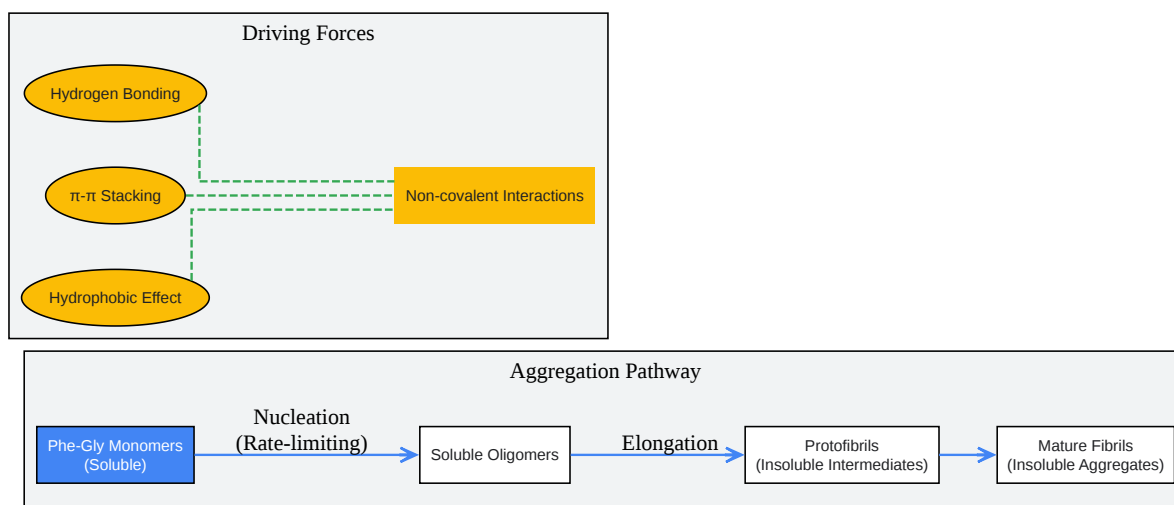 Driving Forces
Hydrogen Bonding
π-π Stacking
Non-covalent Interactions
Hydrophobic Effect
Aggregation Pathway
Phe-Gly Monomers
(Soluble)
Nucleation
(Rate-limiting)
Soluble Oligomers
Elongation
Protofibrils
(Insoluble Intermediates)
Mature Fibrils
(Insoluble Aggregates)